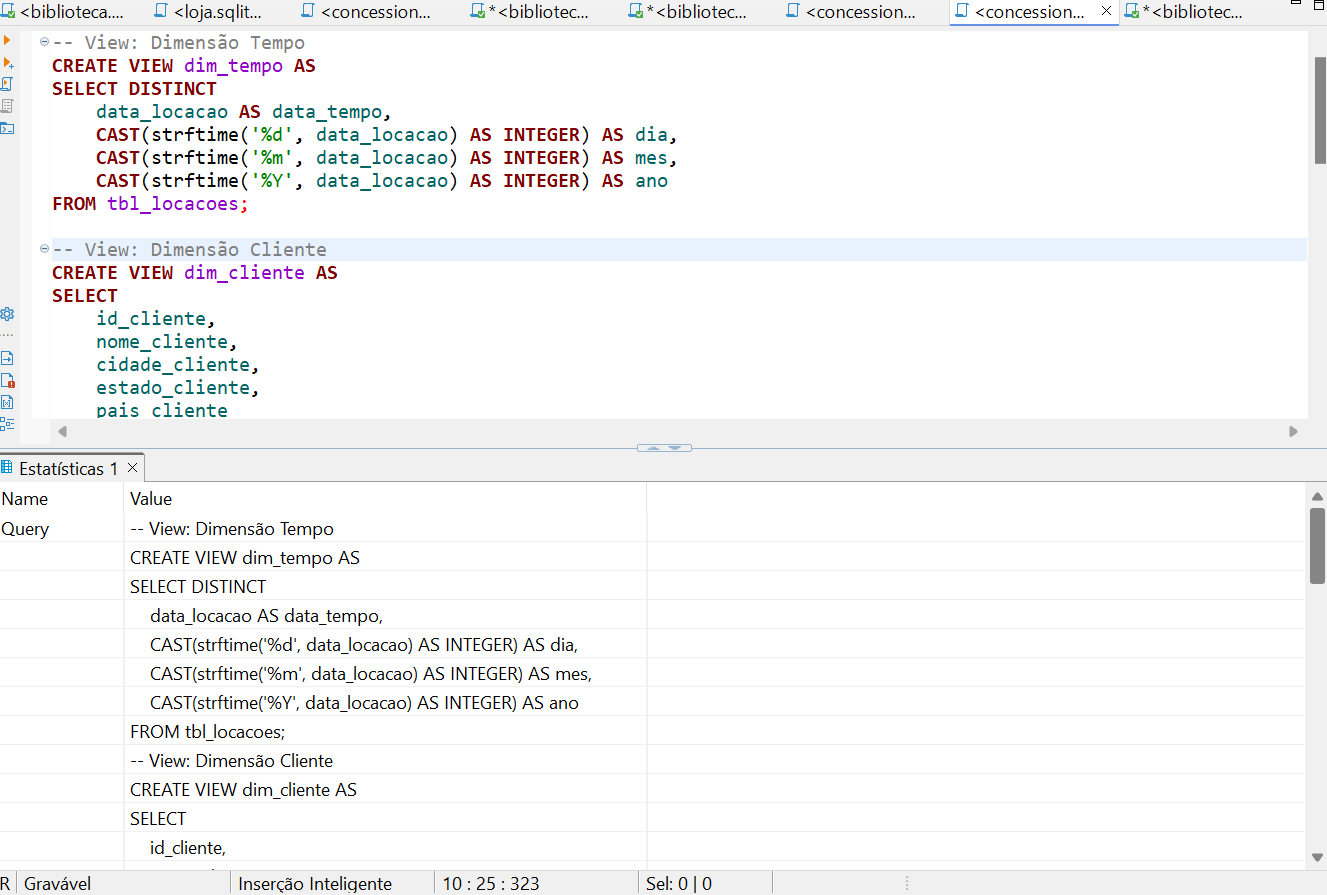 <biblioteca.... <loja.sqlit... <concession... *<bibliotec... *<bibliotec... <concession... <concession... *<bibliotec...
-- View: Dimensão Tempo
CREATE VIEW dim_tempo AS
SELECT DISTINCT
data_locacao AS data_tempo,
CAST(strftime('%d', data_locacao) AS INTEGER) AS dia,
CAST(strftime('%m', data_locacao) AS INTEGER) AS mes,
CAST(strftime('%Y', data_locacao) AS INTEGER) AS ano
FROM tbl_locacoes;
-- View: Dimensão Cliente
CREATE VIEW dim_cliente AS
SELECT
id_cliente,
nome_cliente,
cidade_cliente,
estado_cliente,
pais_cliente
Estatísticas 1
Name Value
Query -- View: Dimensão Tempo
CREATE VIEW dim_tempo AS
SELECT DISTINCT
data_locacao AS data_tempo,
CAST(strftime('%d', data_locacao) AS INTEGER) AS dia,
CAST(strftime('%m', data_locacao) AS INTEGER) AS mes,
CAST(strftime('%Y', data_locacao) AS INTEGER) AS ano
FROM tbl_locacoes;
-- View: Dimensão Cliente
CREATE VIEW dim_cliente AS
SELECT
id_cliente,
R Gravável Inserção Inteligente 10 : 25 : 323 Sel: 0 | 0